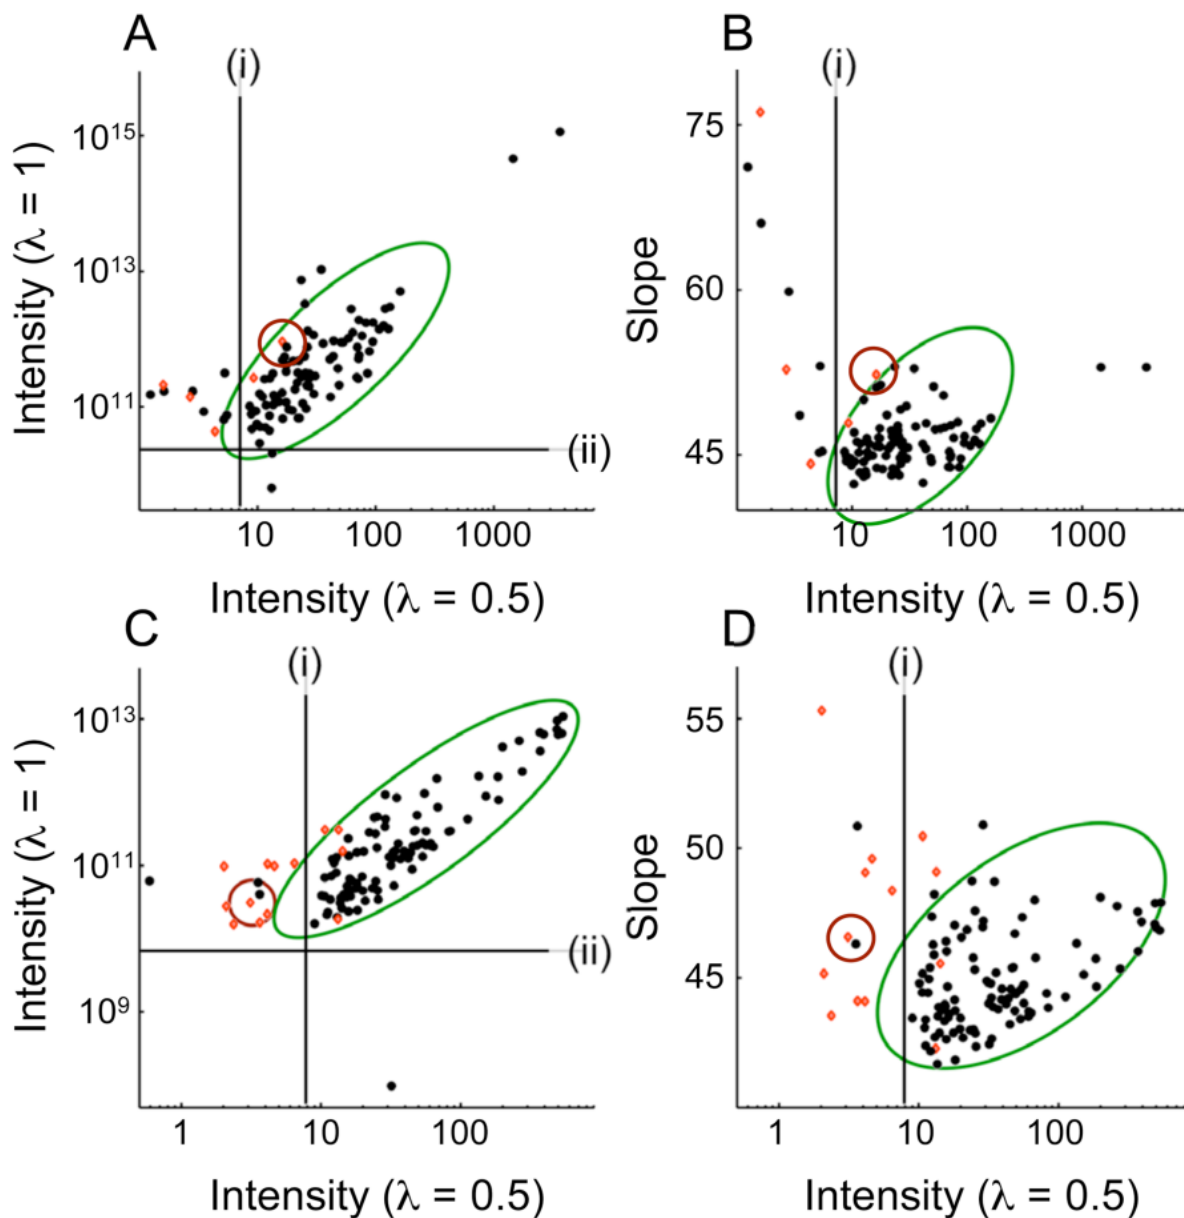 A
(i)
10^15
10^13
10^11
Intensity (λ = 1)
(ii)
10 100 1000
Intensity (λ = 0.5)
B
(i)
75
60
45
Slope
10 100 1000
Intensity (λ = 0.5)
C
(i)
10^13
10^11
10^9
Intensity (λ = 1)
(ii)
1 10 100
Intensity (λ = 0.5)
D
(i)
55
50
45
Slope
1 10 100
Intensity (λ = 0.5)